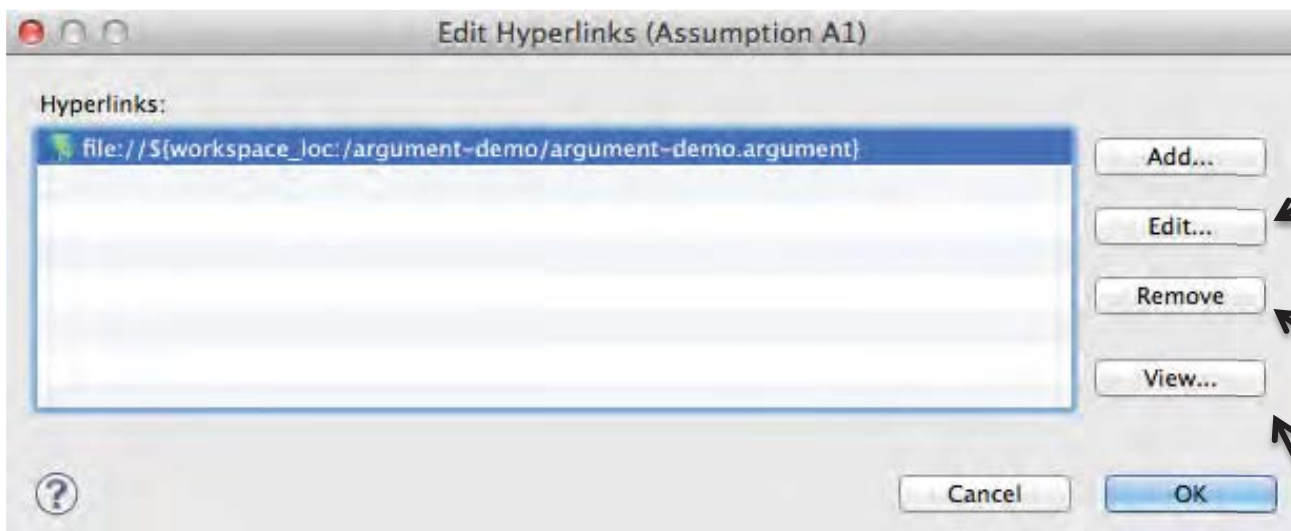 Edit Hyperlinks (Assumption A1)
Hyperlinks:
file://${workspace_loc:/argument-demo/argument-demo.argument}
Add...
Edit...
Remove
View...
?
Cancel
OK